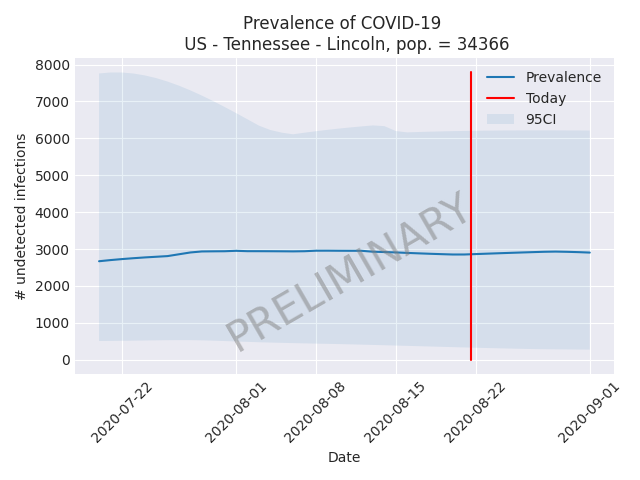 Prevalence of COVID-19
US - Tennessee - Lincoln, pop. = 34366
8000
7000
6000
5000
4000
3000
2000
1000
0
# undetected infections
Prevalence
Today
95CI
PRELIMINARY
2020-07-22
2020-08-01
2020-08-08
2020-08-15
2020-08-22
2020-09-01
Date